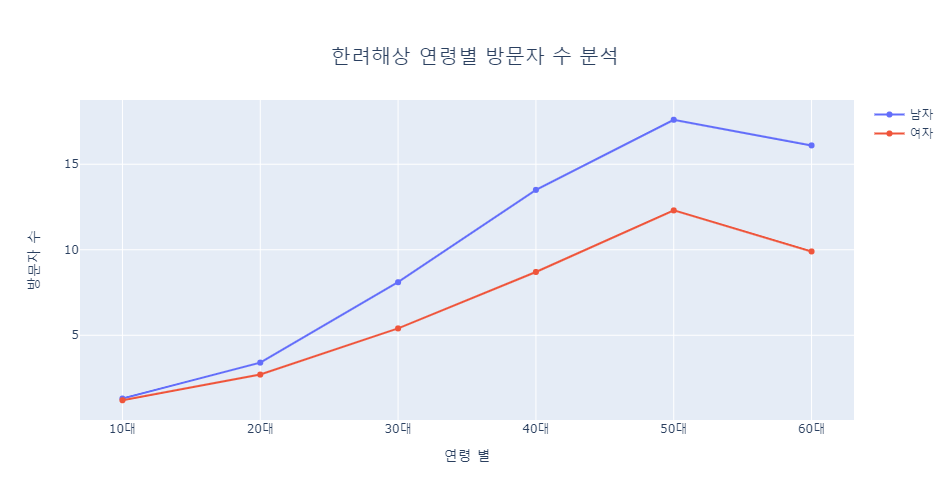 한려해상 연령별 방문자 수 분석
남자
여자
15
10
5
방문자 수
10대
20대
30대
40대
50대
60대
연령 별